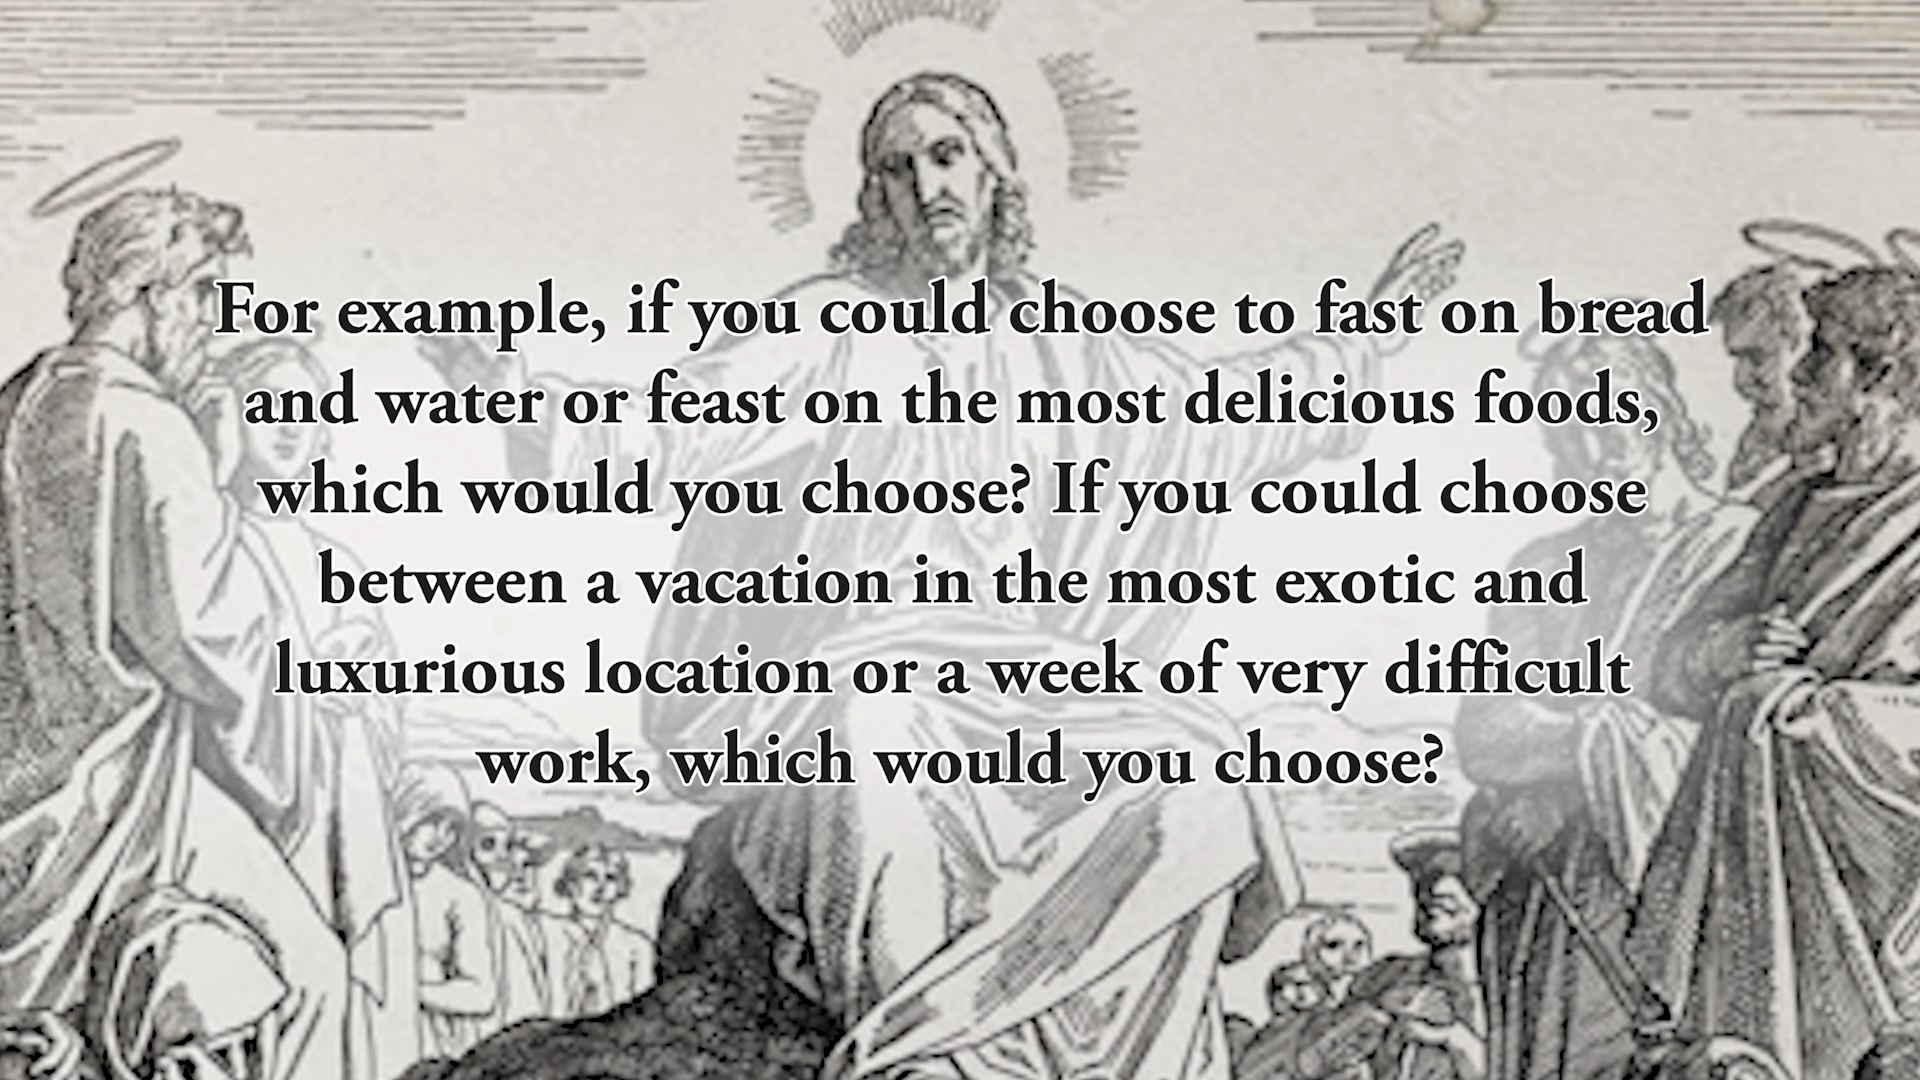 For example, if you could choose to fast on bread
and water or feast on the most delicious foods,
which would you choose? If you could choose
between a vacation in the most exotic and
luxurious location or a week of very difficult
work, which would you choose?